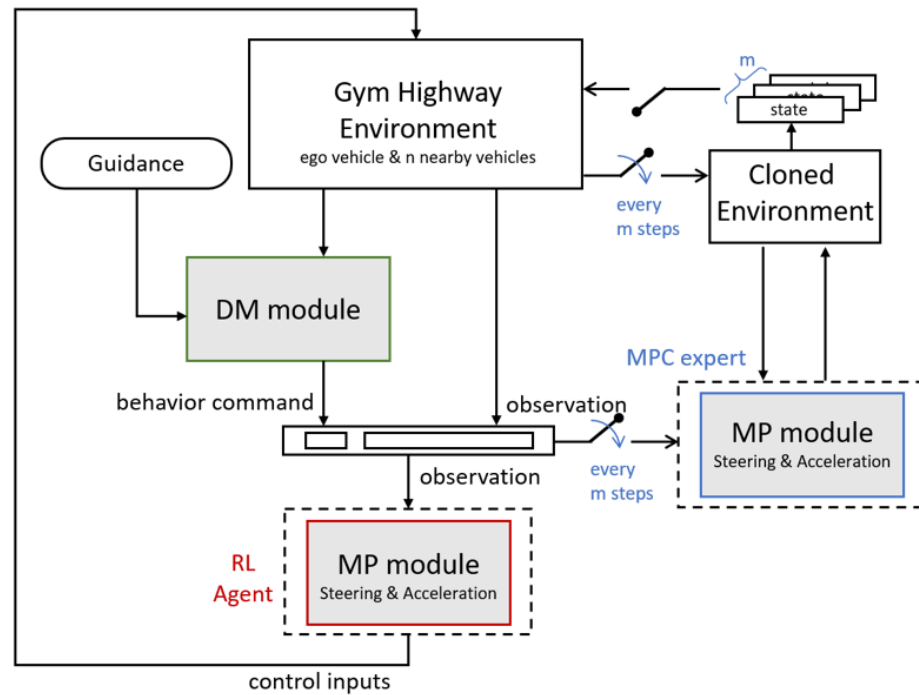 m
state
state
Gym Highway
Environment
ego vehicle & n nearby vehicles
Guidance
every
m steps
Cloned
Environment
DM module
MPC expert
behavior command
observation
MP module
Steering & Acceleration
every
m steps
observation
RL
Agent
MP module
Steering & Acceleration
control inputs